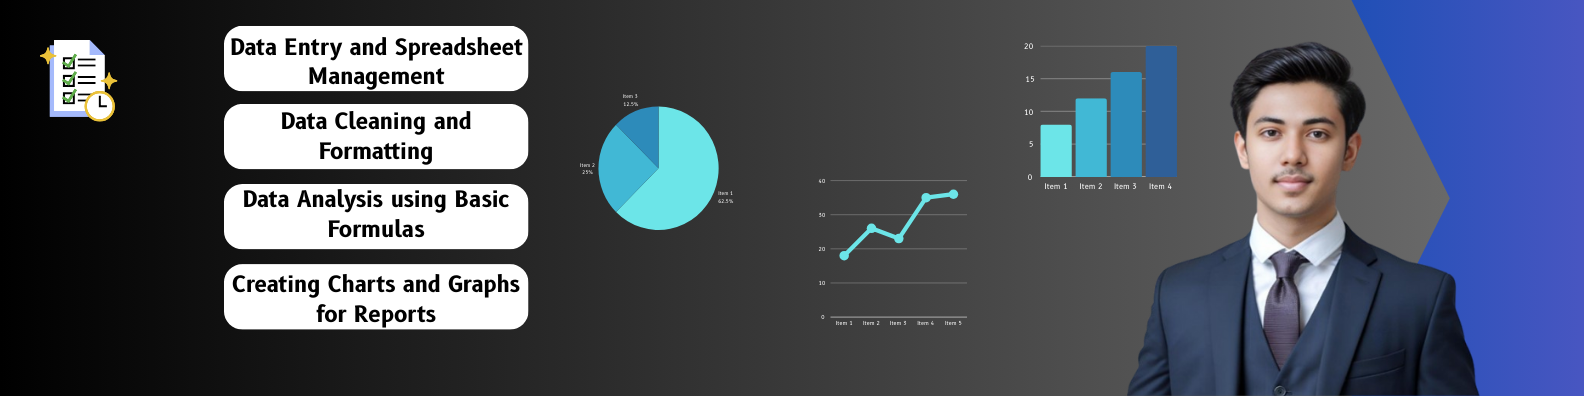 Data Entry and Spreadsheet
Management
Data Cleaning and
Formatting
Data Analysis using Basic
Formulas
Creating Charts and Graphs
for Reports
Item 3
12.5%
Item 2
25%
Item 1
62.5%
40
30
20
10
0
Item 1 Item 2 Item 3 Item 4 Item 5
20
15
10
5
0
Item 1 Item 2 Item 3 Item 4